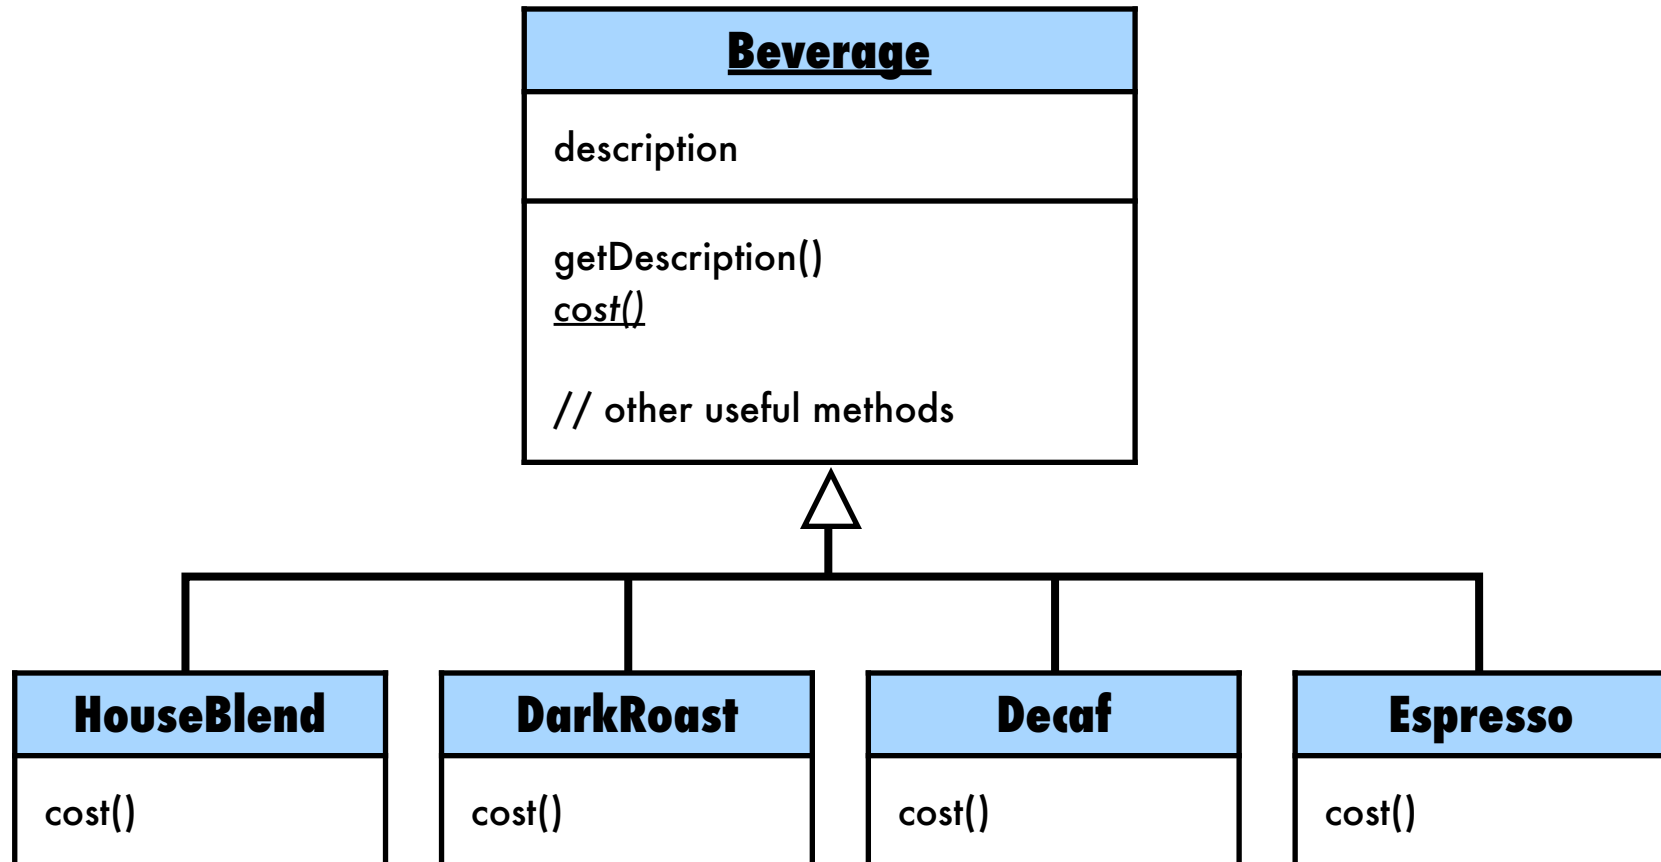 Beverage
description
getDescription()
cost()
// other useful methods
HouseBlend
DarkRoast
Decaf
Espresso
cost()
cost()
cost()
cost()